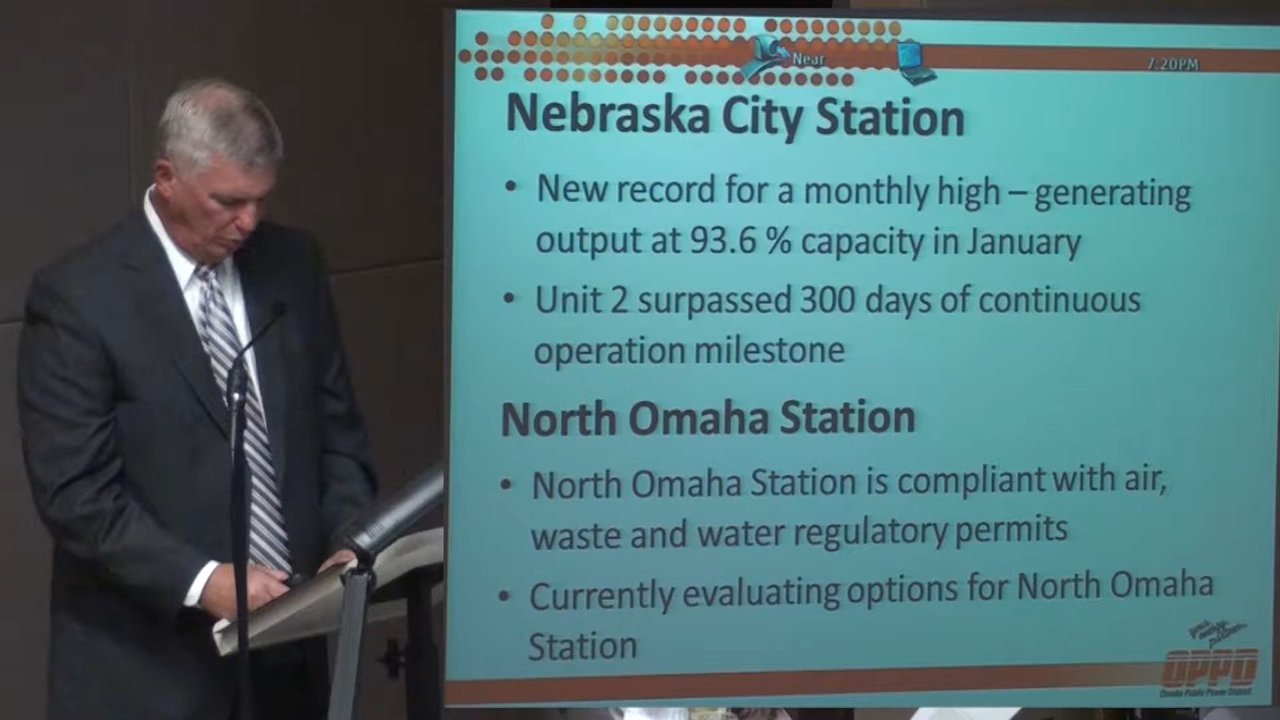 Near
7:20PM
Nebraska City Station
• New record for a monthly high – generating
output at 93.6 % capacity in January
• Unit 2 surpassed 300 days of continuous
operation milestone
North Omaha Station
• North Omaha Station is compliant with air,
waste and water regulatory permits
• Currently evaluating options for North Omaha
Station
OPPD
Omaha Public Power District